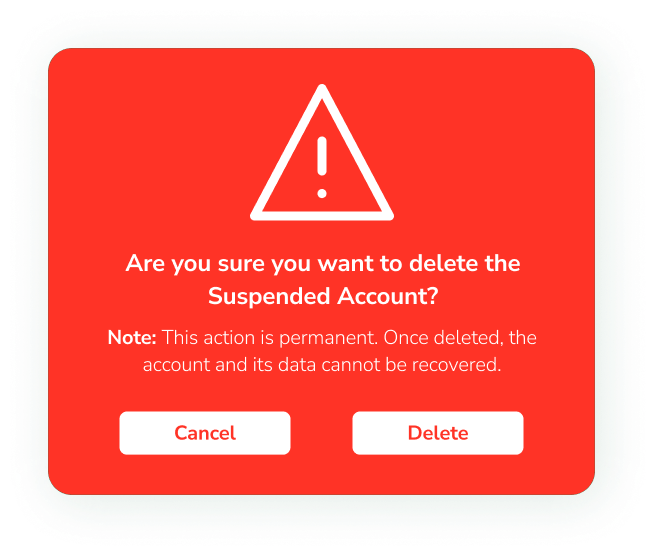 Are you sure you want to delete the
Suspended Account?
Note: This action is permanent. Once deleted, the
account and its data cannot be recovered.
Cancel
Delete